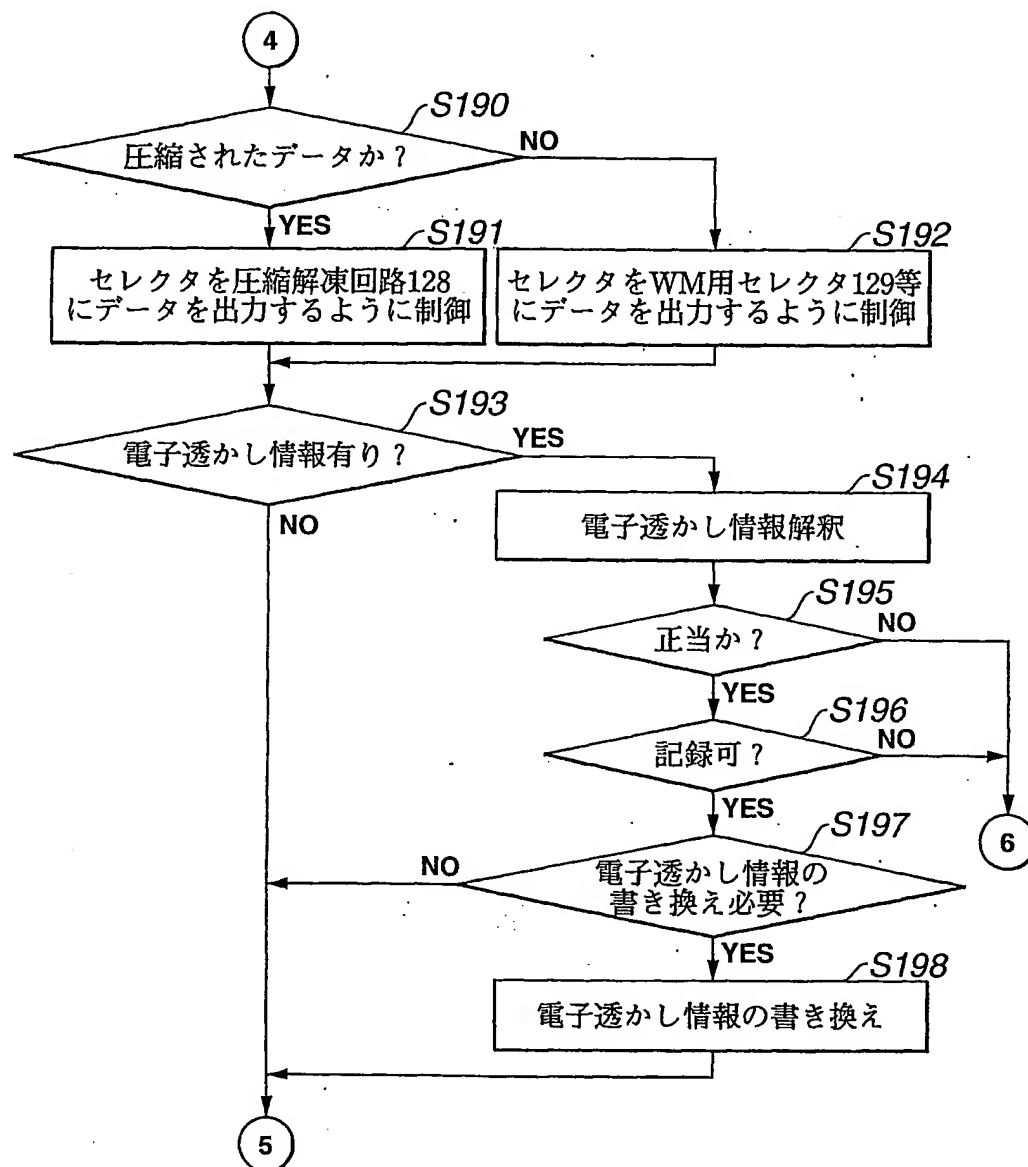 4
S190
圧縮されたデータか?
NO
YES
S191
セレクタを圧縮解凍回路128
にデータを出力するように制御
S192
セレクタをWM用セレクタ129等
にデータを出力するように制御
S193
電子透かし情報有り?
YES
NO
S194
電子透かし情報解釈
S195
正当か?
NO
YES
S196
記録可?
NO
YES
6
S197
電子透かし情報の
書き換え必要?
NO
YES
S198
電子透かし情報の書き換え
5